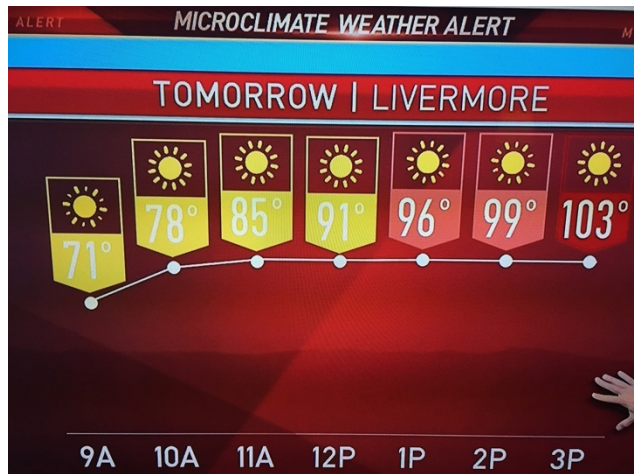 ALERT MICROCLIMATE WEATHER ALERT M
TOMORROW | LIVERMORE
71° 78° 85° 91° 96° 99° 103°
9A 10A 11A 12P 1P 2P 3P